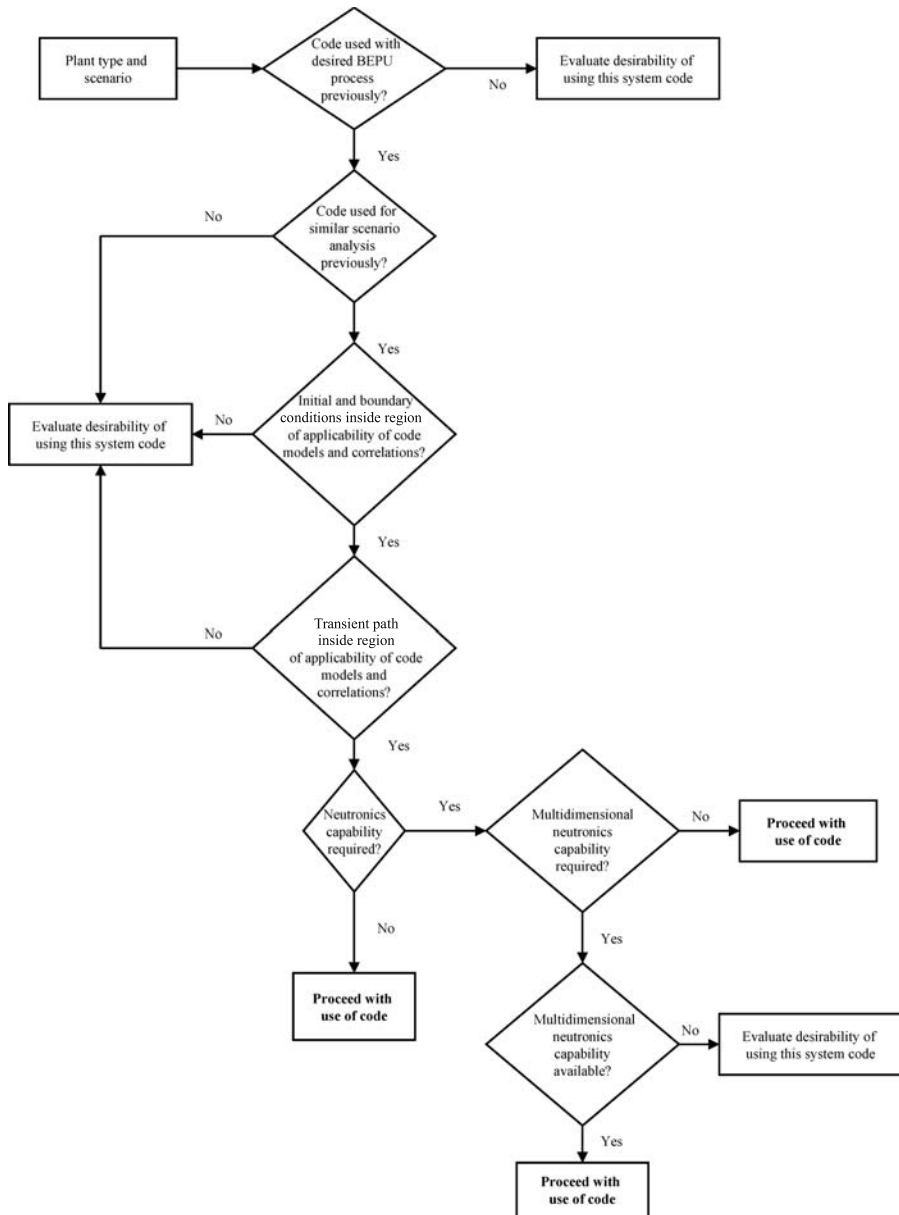 Plant type and
scenario
Code used with
desired BEPU
process
previously?
No
Evaluate desirability of
using this system code
Yes
No
Code used for
similar scenario
analysis
previously?
Yes
Evaluate desirability of
using this system code
No
Initial and boundary
conditions inside region
of applicability of code
models and correlations?
Yes
No
Transient path
inside region
of applicability of code
models and
correlations?
Yes
Neutronics
capability
required?
Yes
Multidimensional
neutronics
capability
required?
No
Proceed with
use of code
No
Yes
Proceed with
use of code
Multidimensional
neutronics
capability
available?
No
Evaluate desirability of
using this system code
Yes
Proceed with
use of code